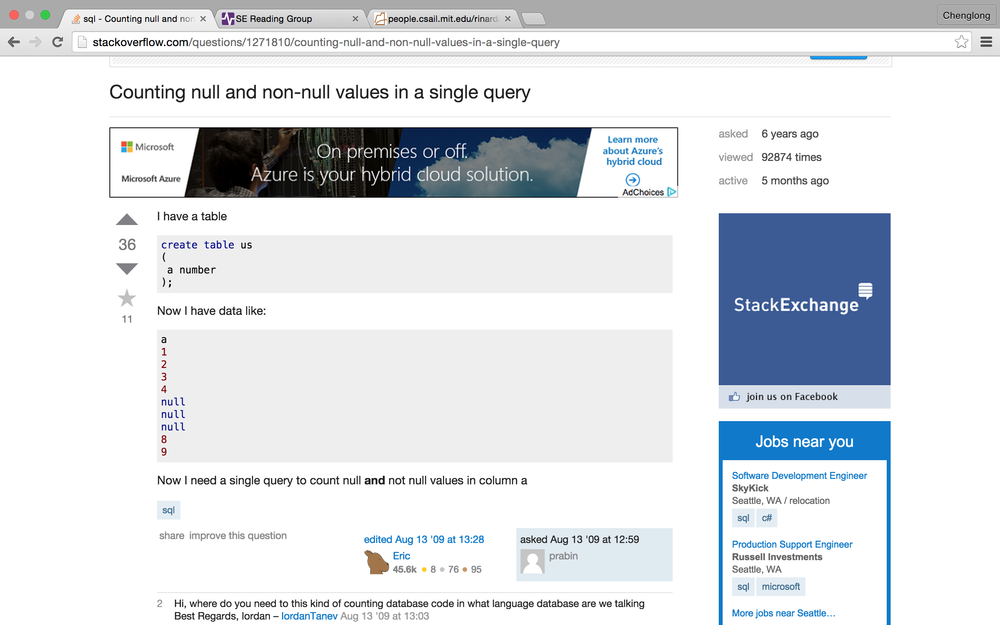 sql - Counting null and non
SE Reading Group
people.csail.mit.edu/rinard/
Chenglong
stackoverflow.com/questions/1271810/counting-null-and-non-null-values-in-a-single-query
Counting null and non-null values in a single query
Microsoft
Microsoft Azure
On premises or off.
Azure is your hybrid cloud solution.
Learn more
about Azure's
hybrid cloud
AdChoices
asked 6 years ago
viewed 92874 times
active 5 months ago
36
11
I have a table
create table us
(
a number
);
Now I have data like:
a
1
2
3
4
null
null
null
8
9
Now I need a single query to count null and not null values in column a
sql
share improve this question
edited Aug 13 '09 at 13:28
Eric
45.6k 8 76 95
asked Aug 13 '09 at 12:59
prabin
2 Hi, where do you need to this kind of counting database code in what language database are we talking
Best Regards, Iordan – IordanTanev Aug 13 '09 at 13:03
StackExchange
join us on Facebook
Jobs near you
Software Development Engineer
SkyKick
Seattle, WA / relocation
sql c#
Production Support Engineer
Russell Investments
Seattle, WA
sql microsoft
More jobs near Seattle…